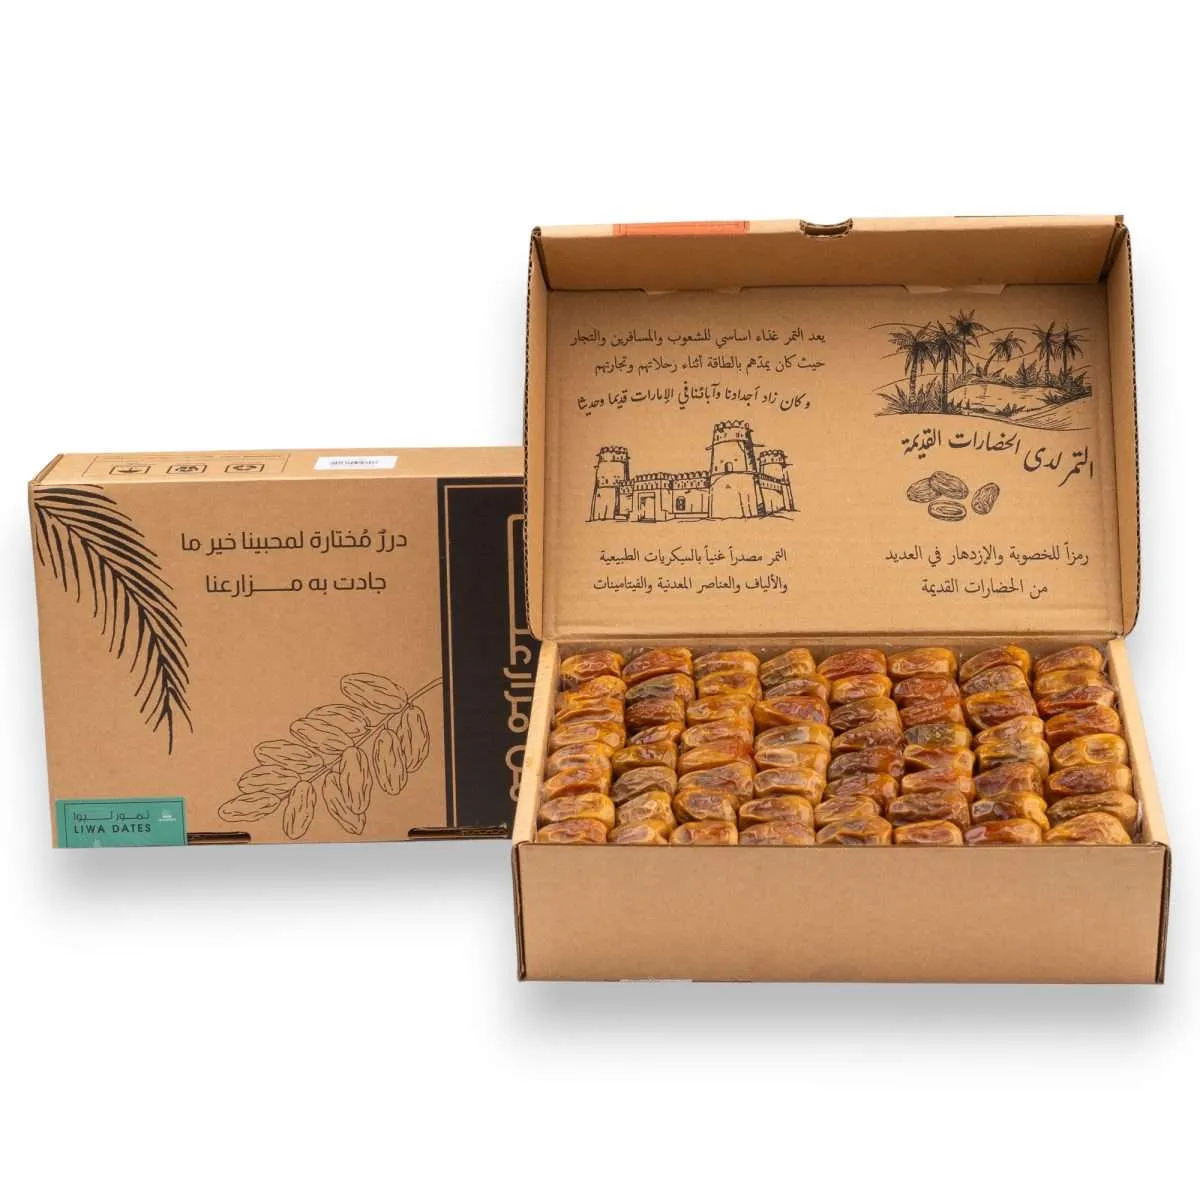 درر مُختارة لمحبينا خير ما
جادت به مزارعنا
تمور ليوا
LIWA DATES
يعد التمر غذاء اساسي للشعوب والمسافرين والتجار
حيث كان يمدّهم بالطاقة أثناء رحلاتهم وتجارتهم
وكان زاد أجدادنا وآبائنا في الإمارات قديما وحديثا
التمر مصدراً غنياً بالسكريات الطبيعية
والألياف والعناصر المعدنية والفيتامينات
التمر لدى الحضارات القديمة
رمزاً للخصوبة والإزدهار في العديد
من الحضارات القديمة